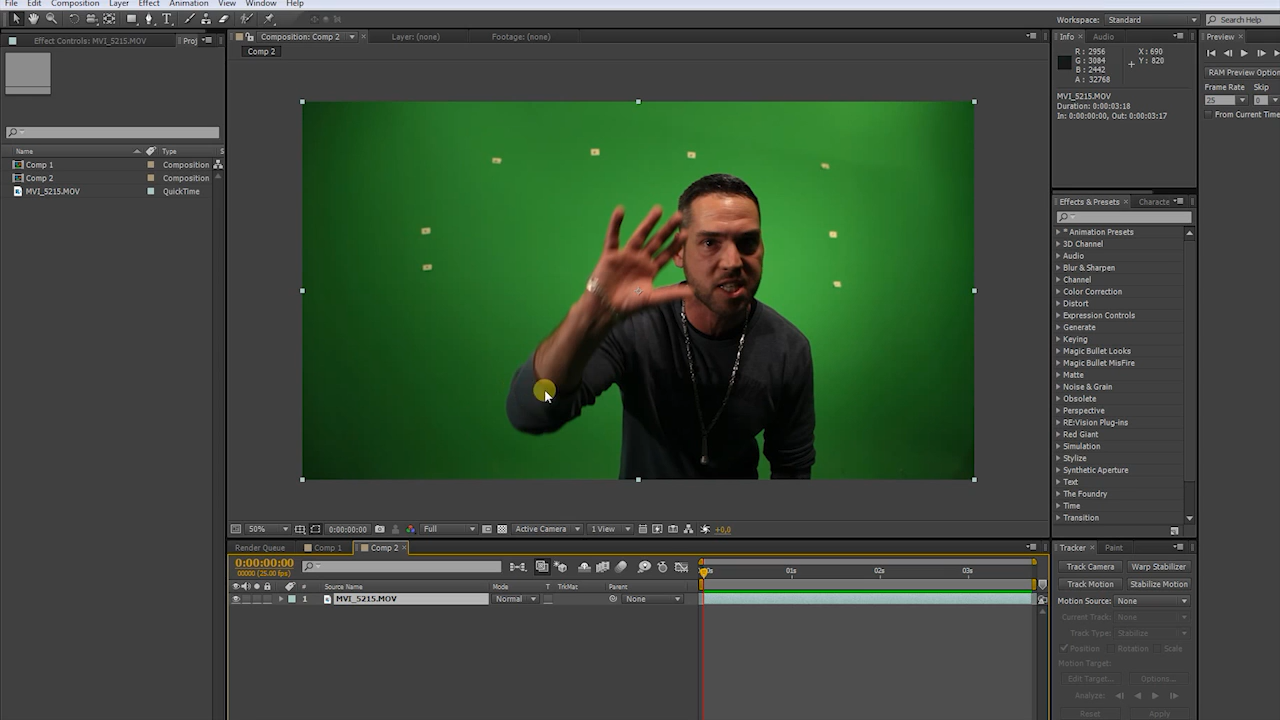 File Edit Composition Layer Effect Animation View Window Help
Workspace: Standard Search Help
Effect Controls: MVI_5215.MOV Proj
Composition: Comp 2 Layer: (none) Footage: (none)
Comp 2
Info Audio
R : 2956
G : 3084
B : 2442
A : 32768
X : 690
Y : 820
MVI_5215.MOV
Duration: 0:00:03:18
In: 0:00:00:00, Out: 0:00:03:17
Preview
RAM Preview Option
Frame Rate Skip
25 0
From Current Time
Name Type S
Comp 1 Composition
Comp 2 Composition
MVI_5215.MOV QuickTime
Effects & Presets Characte
* Animation Presets
3D Channel
Audio
Blur & Sharpen
Channel
Color Correction
Distort
Expression Controls
Generate
Keying
Magic Bullet Looks
Magic Bullet MisFire
Matte
Noise & Grain
Obsolete
Perspective
RE:Vision Plug-ins
Red Giant
Simulation
Stylize
Synthetic Aperture
Text
The Foundry
Time
Transition
50% 0:00:00:00 Full Active Camera 1 View +0,0
Render Queue Comp 1 Comp 2
0:00:00:00
00000 (25.00 fps)
# Source Name Mode T TrkMat Parent
1 MVI_5215.MOV Normal None
01s 02s 03s
Tracker Paint
Track Camera Warp Stabilizer
Track Motion Stabilize Motion
Motion Source: None
Current Track: None
Track Type: Stabilize
Position Rotation Scale
Motion Target:
Edit Target... Options...
Analyze:
Reset Apply